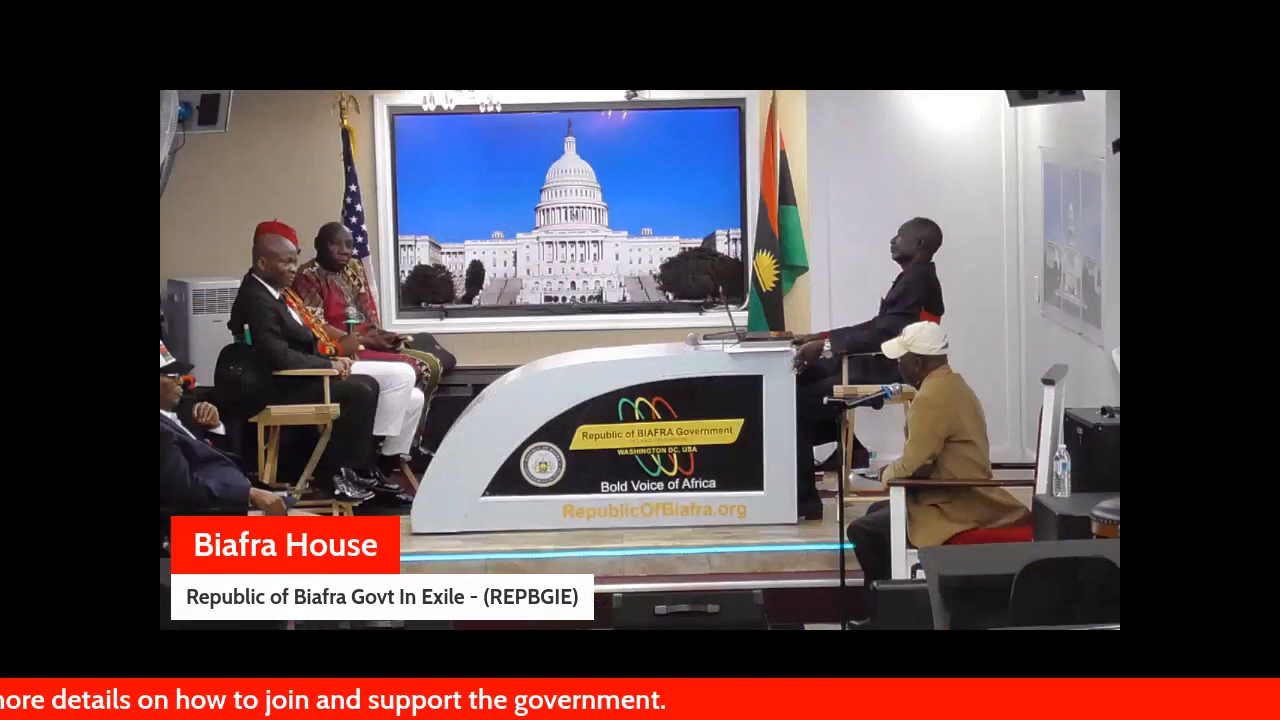 Republic of BIAFRA Government
WASHINGTON DC, USA
Bold Voice of Africa
RepublicOfBiafra.org
Biafra House
Republic of Biafra Govt In Exile - (REPBGIE)
more details on how to join and support the government.